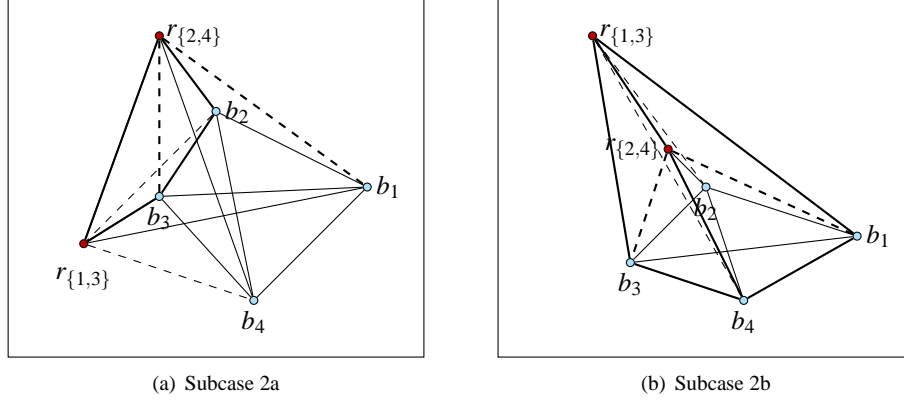 r{2,4}
b2
b1
b3
r{1,3}
b4
(a) Subcase 2a
r{1,3}
r{2,4}
b2
b1
b3
b4
(b) Subcase 2b